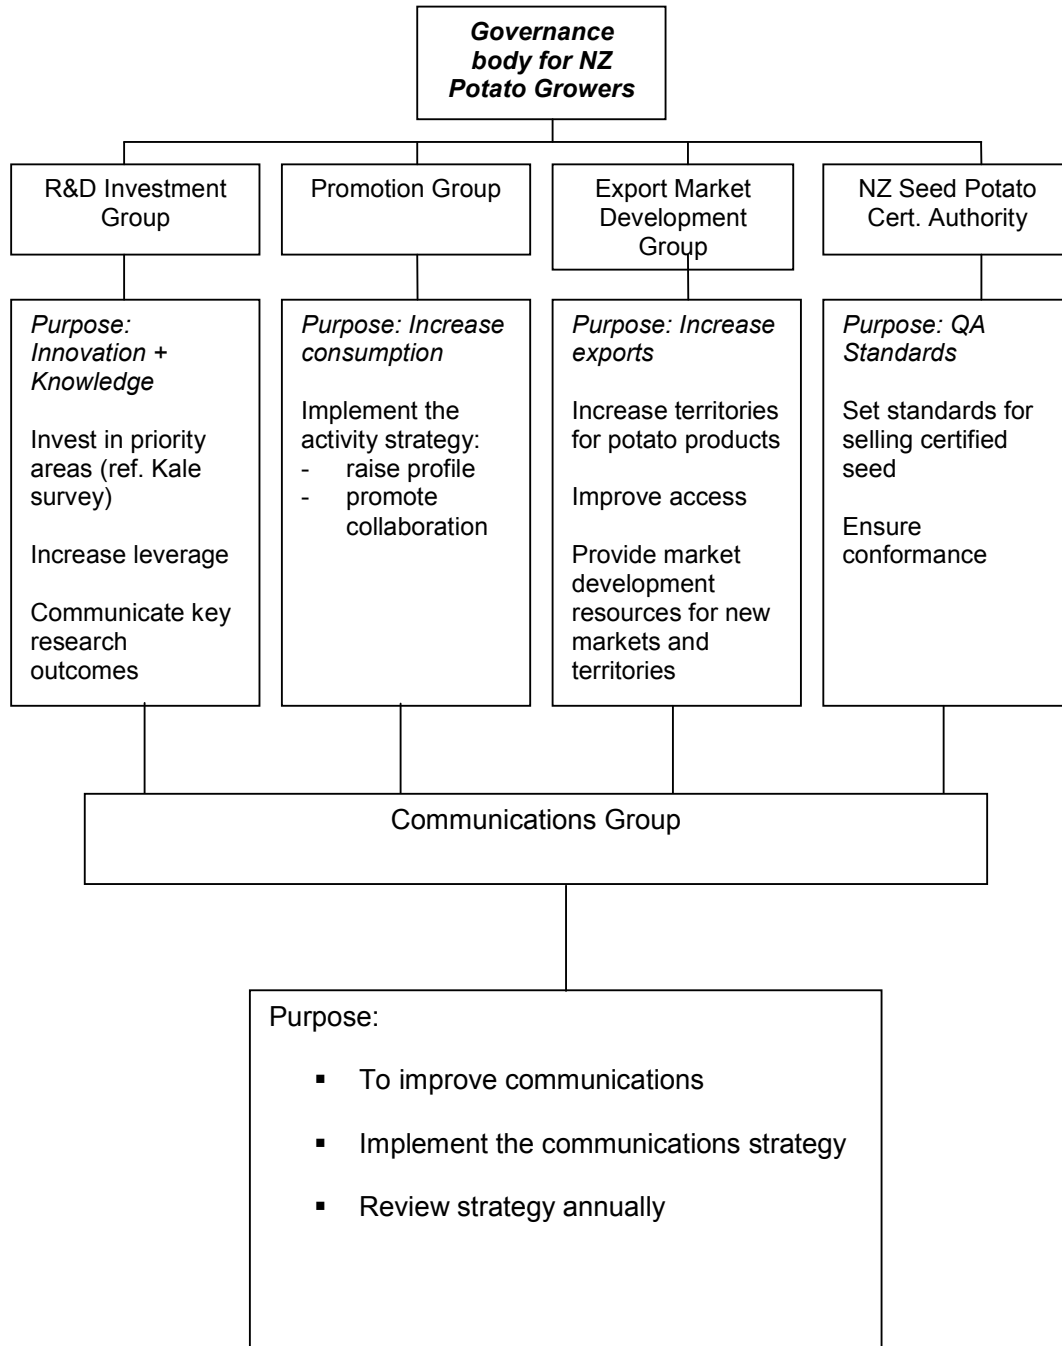 Governance
body for NZ
Potato Growers
R&D Investment
Group
Promotion Group
Export Market
Development
Group
NZ Seed Potato
Cert. Authority
Purpose:
Innovation +
Knowledge
Invest in priority
areas (ref. Kale
survey)
Increase leverage
Communicate key
research
outcomes
Purpose: Increase
consumption
Implement the
activity strategy:
- raise profile
- promote
collaboration
Purpose: Increase
exports
Increase territories
for potato products
Improve access
Provide market
development
resources for new
markets and
territories
Purpose: QA
Standards
Set standards for
selling certified
seed
Ensure
conformance
Communications Group
Purpose:
▪ To improve communications
▪ Implement the communications strategy
▪ Review strategy annually